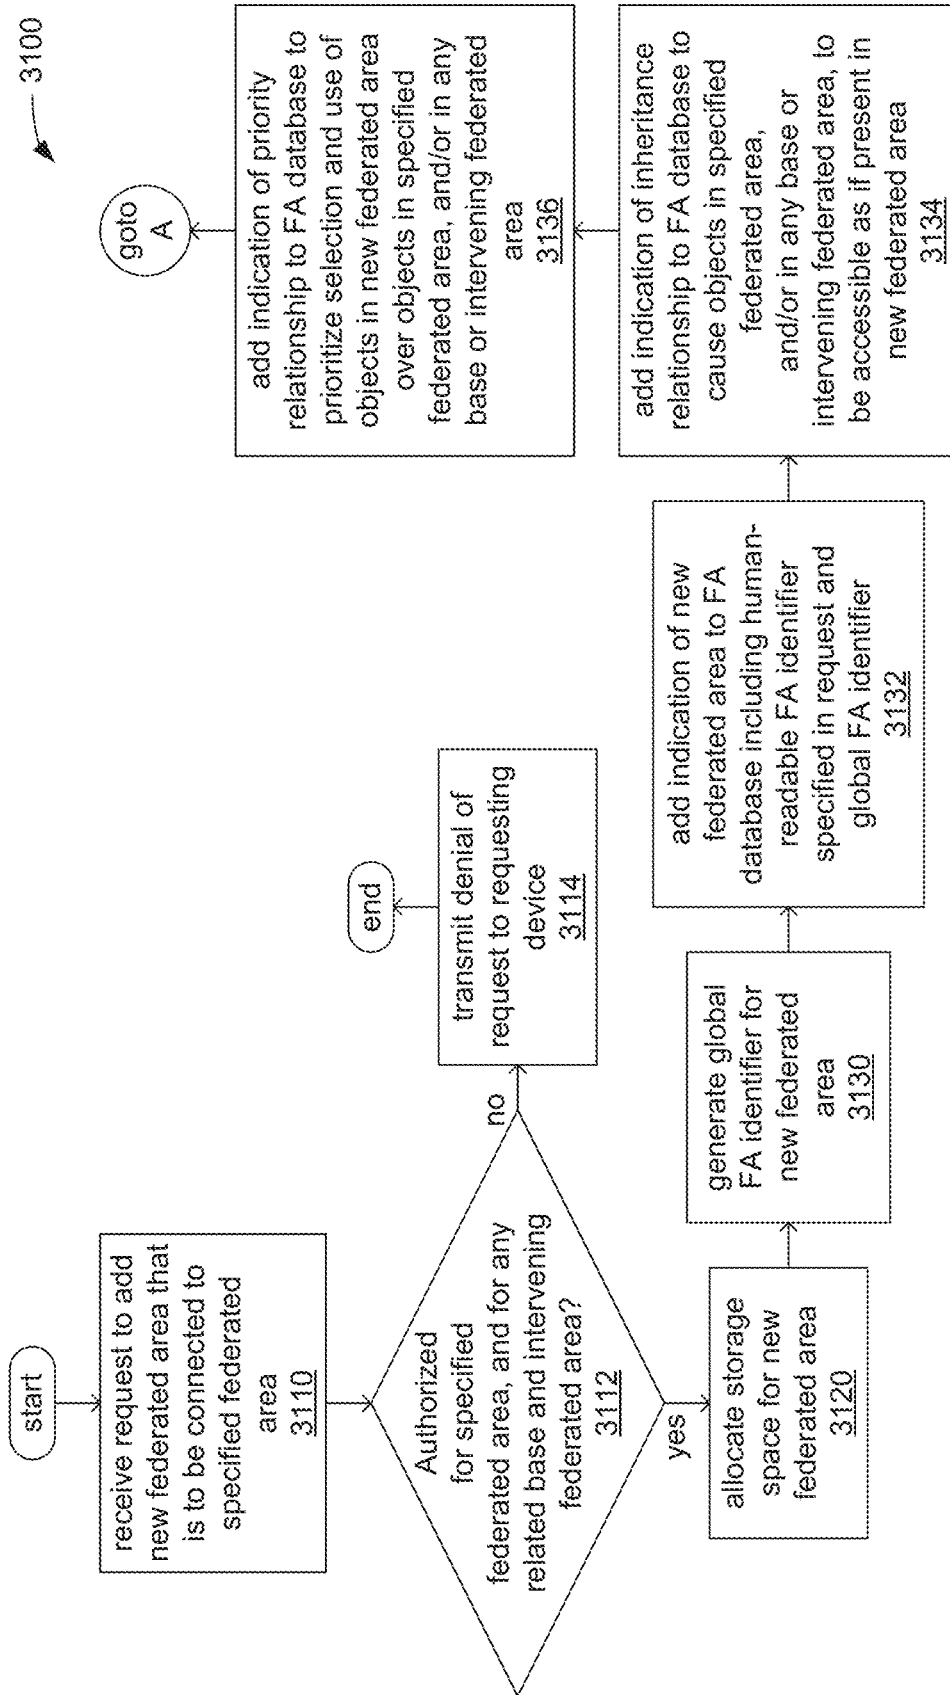 3100
start
receive request to add
new federated area that
is to be connected to
specified federated
area
3110
Authorized
for specified
federated area, and for any
related base and intervening
federated area?
3112
no
transmit denial of
request to requesting
device
3114
end
yes
allocate storage
space for new
federated area
3120
generate global
FA identifier for
new federated
area
3130
add indication of new
federated area to FA
database including human-
readable FA identifier
specified in request and
global FA identifier
3132
add indication of inheritance
relationship to FA database to
cause objects in specified
federated area,
and/or in any base or
intervening federated area, to
be accessible as if present in
new federated area
3134
add indication of priority
relationship to FA database to
prioritize selection and use of
objects in new federated area
over objects in specified
federated area, and/or in any
base or intervening federated
area
3136
goto
A